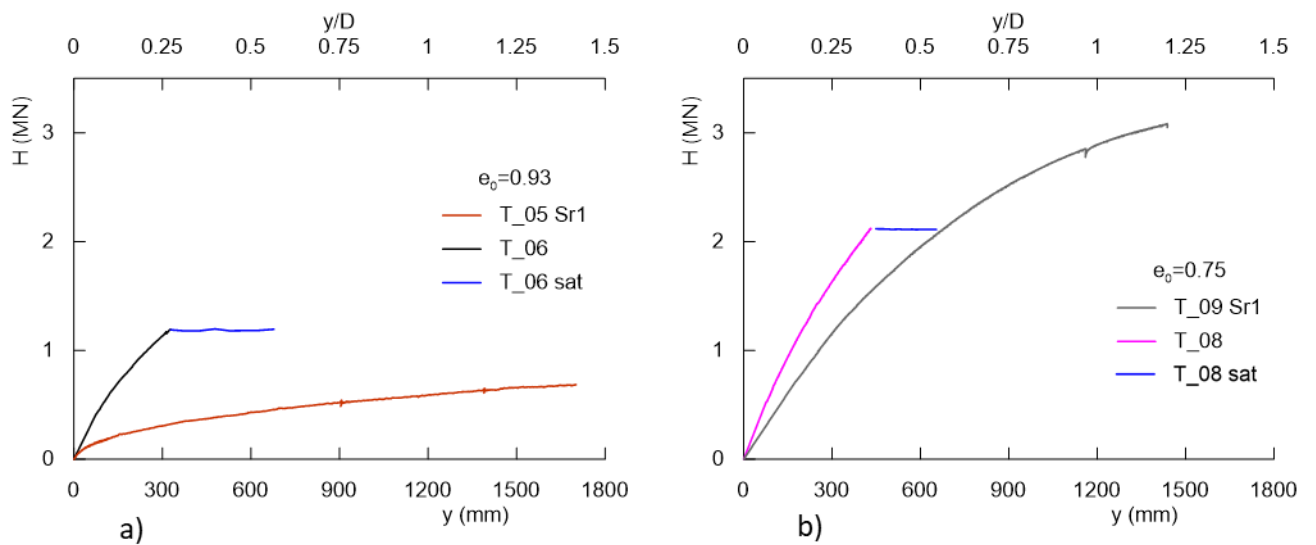 y/D
0 0.25 0.5 0.75 1 1.25 1.5
H (MN)
3
2
1
0
e₀=0.93
T_05 Sr1
T_06
T_06 sat
0 300 600 900 1200 1500 1800
y (mm)
a)
y/D
0 0.25 0.5 0.75 1 1.25 1.5
H (MN)
3
2
1
0
e₀=0.75
T_09 Sr1
T_08
T_08 sat
0 300 600 900 1200 1500 1800
y (mm)
b)